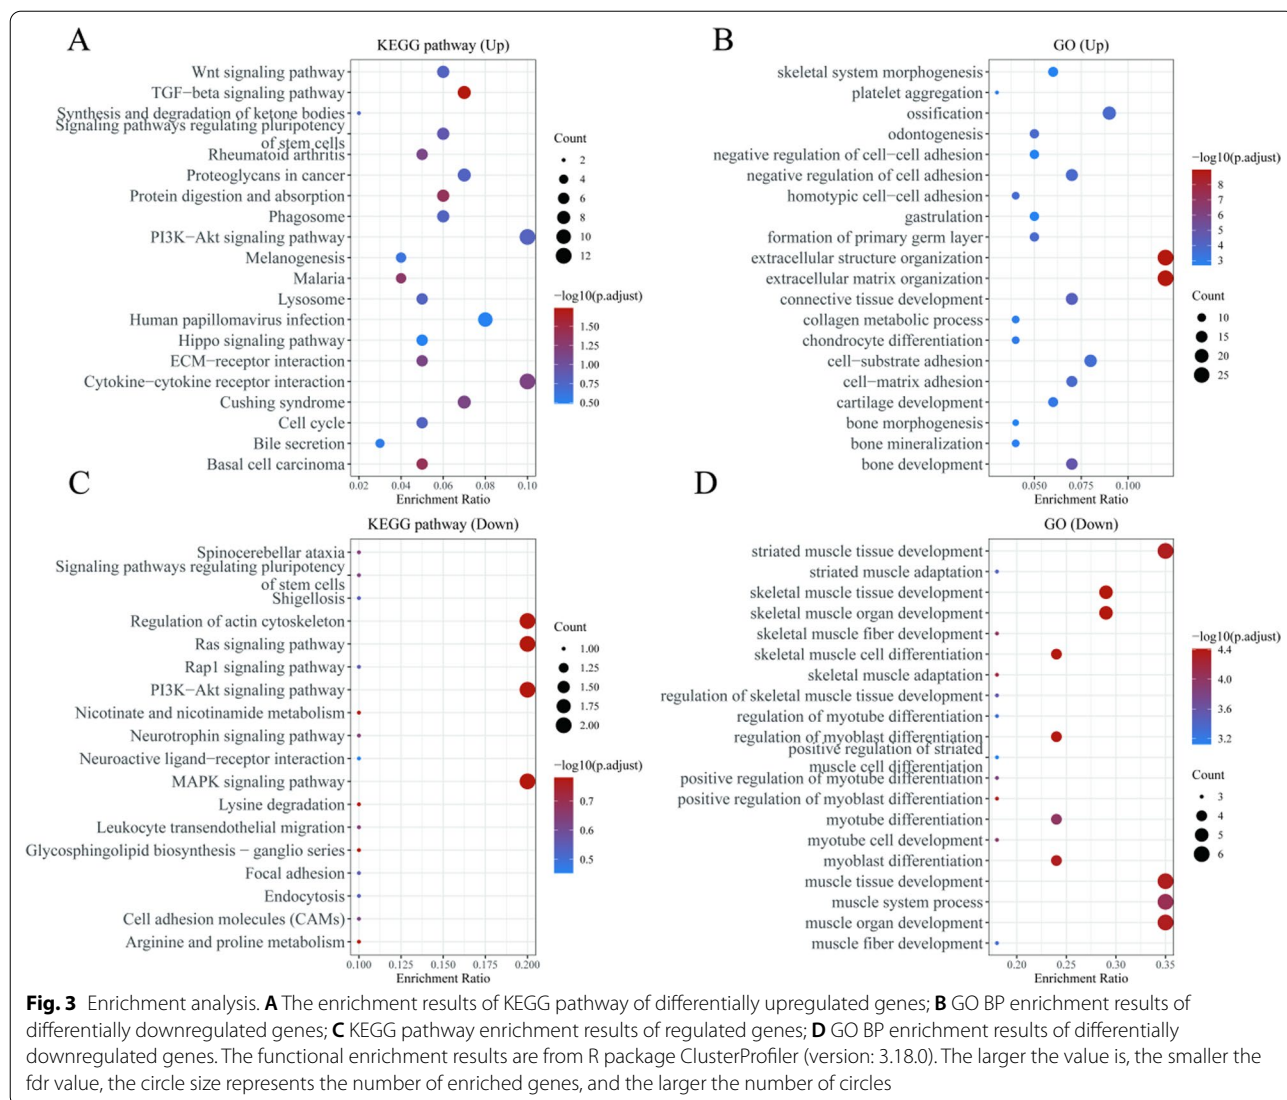 A
KEGG pathway (Up)
Wnt signaling pathway
TGF−beta signaling pathway
Synthesis and degradation of ketone bodies
Signaling pathways regulating pluripotency
of stem cells
Rheumatoid arthritis
Proteoglycans in cancer
Protein digestion and absorption
Phagosome
PI3K−Akt signaling pathway
Melanogenesis
Malaria
Lysosome
Human papillomavirus infection
Hippo signaling pathway
ECM−receptor interaction
Cytokine−cytokine receptor interaction
Cushing syndrome
Cell cycle
Bile secretion
Basal cell carcinoma
0.02 0.04 0.06 0.08 0.10
Enrichment Ratio
Count
2
4
6
8
10
12
−log10(p.adjust)
1.50
1.25
1.00
0.75
0.50
B
GO (Up)
skeletal system morphogenesis
platelet aggregation
ossification
odontogenesis
negative regulation of cell−cell adhesion
negative regulation of cell adhesion
homotypic cell−cell adhesion
gastrulation
formation of primary germ layer
extracellular structure organization
extracellular matrix organization
connective tissue development
collagen metabolic process
chondrocyte differentiation
cell−substrate adhesion
cell−matrix adhesion
cartilage development
bone morphogenesis
bone mineralization
bone development
0.050 0.075 0.100
Enrichment Ratio
−log10(p.adjust)
8
7
6
5
4
3
Count
10
15
20
25
C
KEGG pathway (Down)
Spinocerebellar ataxia
Signaling pathways regulating pluripotency
of stem cells
Shigellosis
Regulation of actin cytoskeleton
Ras signaling pathway
Rap1 signaling pathway
PI3K−Akt signaling pathway
Nicotinate and nicotinamide metabolism
Neurotrophin signaling pathway
Neuroactive ligand−receptor interaction
MAPK signaling pathway
Lysine degradation
Leukocyte transendothelial migration
Glycosphingolipid biosynthesis − ganglio series
Focal adhesion
Endocytosis
Cell adhesion molecules (CAMs)
Arginine and proline metabolism
0.100 0.125 0.150 0.175 0.200
Enrichment Ratio
Count
1.00
1.25
1.50
1.75
2.00
−log10(p.adjust)
0.7
0.6
0.5
D
GO (Down)
striated muscle tissue development
striated muscle adaptation
skeletal muscle tissue development
skeletal muscle organ development
skeletal muscle fiber development
skeletal muscle cell differentiation
skeletal muscle adaptation
regulation of skeletal muscle tissue development
regulation of myotube differentiation
regulation of myoblast differentiation
positive regulation of striated
muscle cell differentiation
positive regulation of myotube differentiation
positive regulation of myoblast differentiation
myotube differentiation
myotube cell development
myoblast differentiation
muscle tissue development
muscle system process
muscle organ development
muscle fiber development
0.20 0.25 0.30 0.35
Enrichment Ratio
−log10(p.adjust)
4.4
4.0
3.6
3.2
Count
3
4
5
6
Fig. 3 Enrichment analysis. A The enrichment results of KEGG pathway of differentially upregulated genes; B GO BP enrichment results of
differentially downregulated genes; C KEGG pathway enrichment results of regulated genes; D GO BP enrichment results of differentially
downregulated genes. The functional enrichment results are from R package ClusterProfiler (version: 3.18.0). The larger the value is, the smaller the
fdr value, the circle size represents the number of enriched genes, and the larger the number of circles